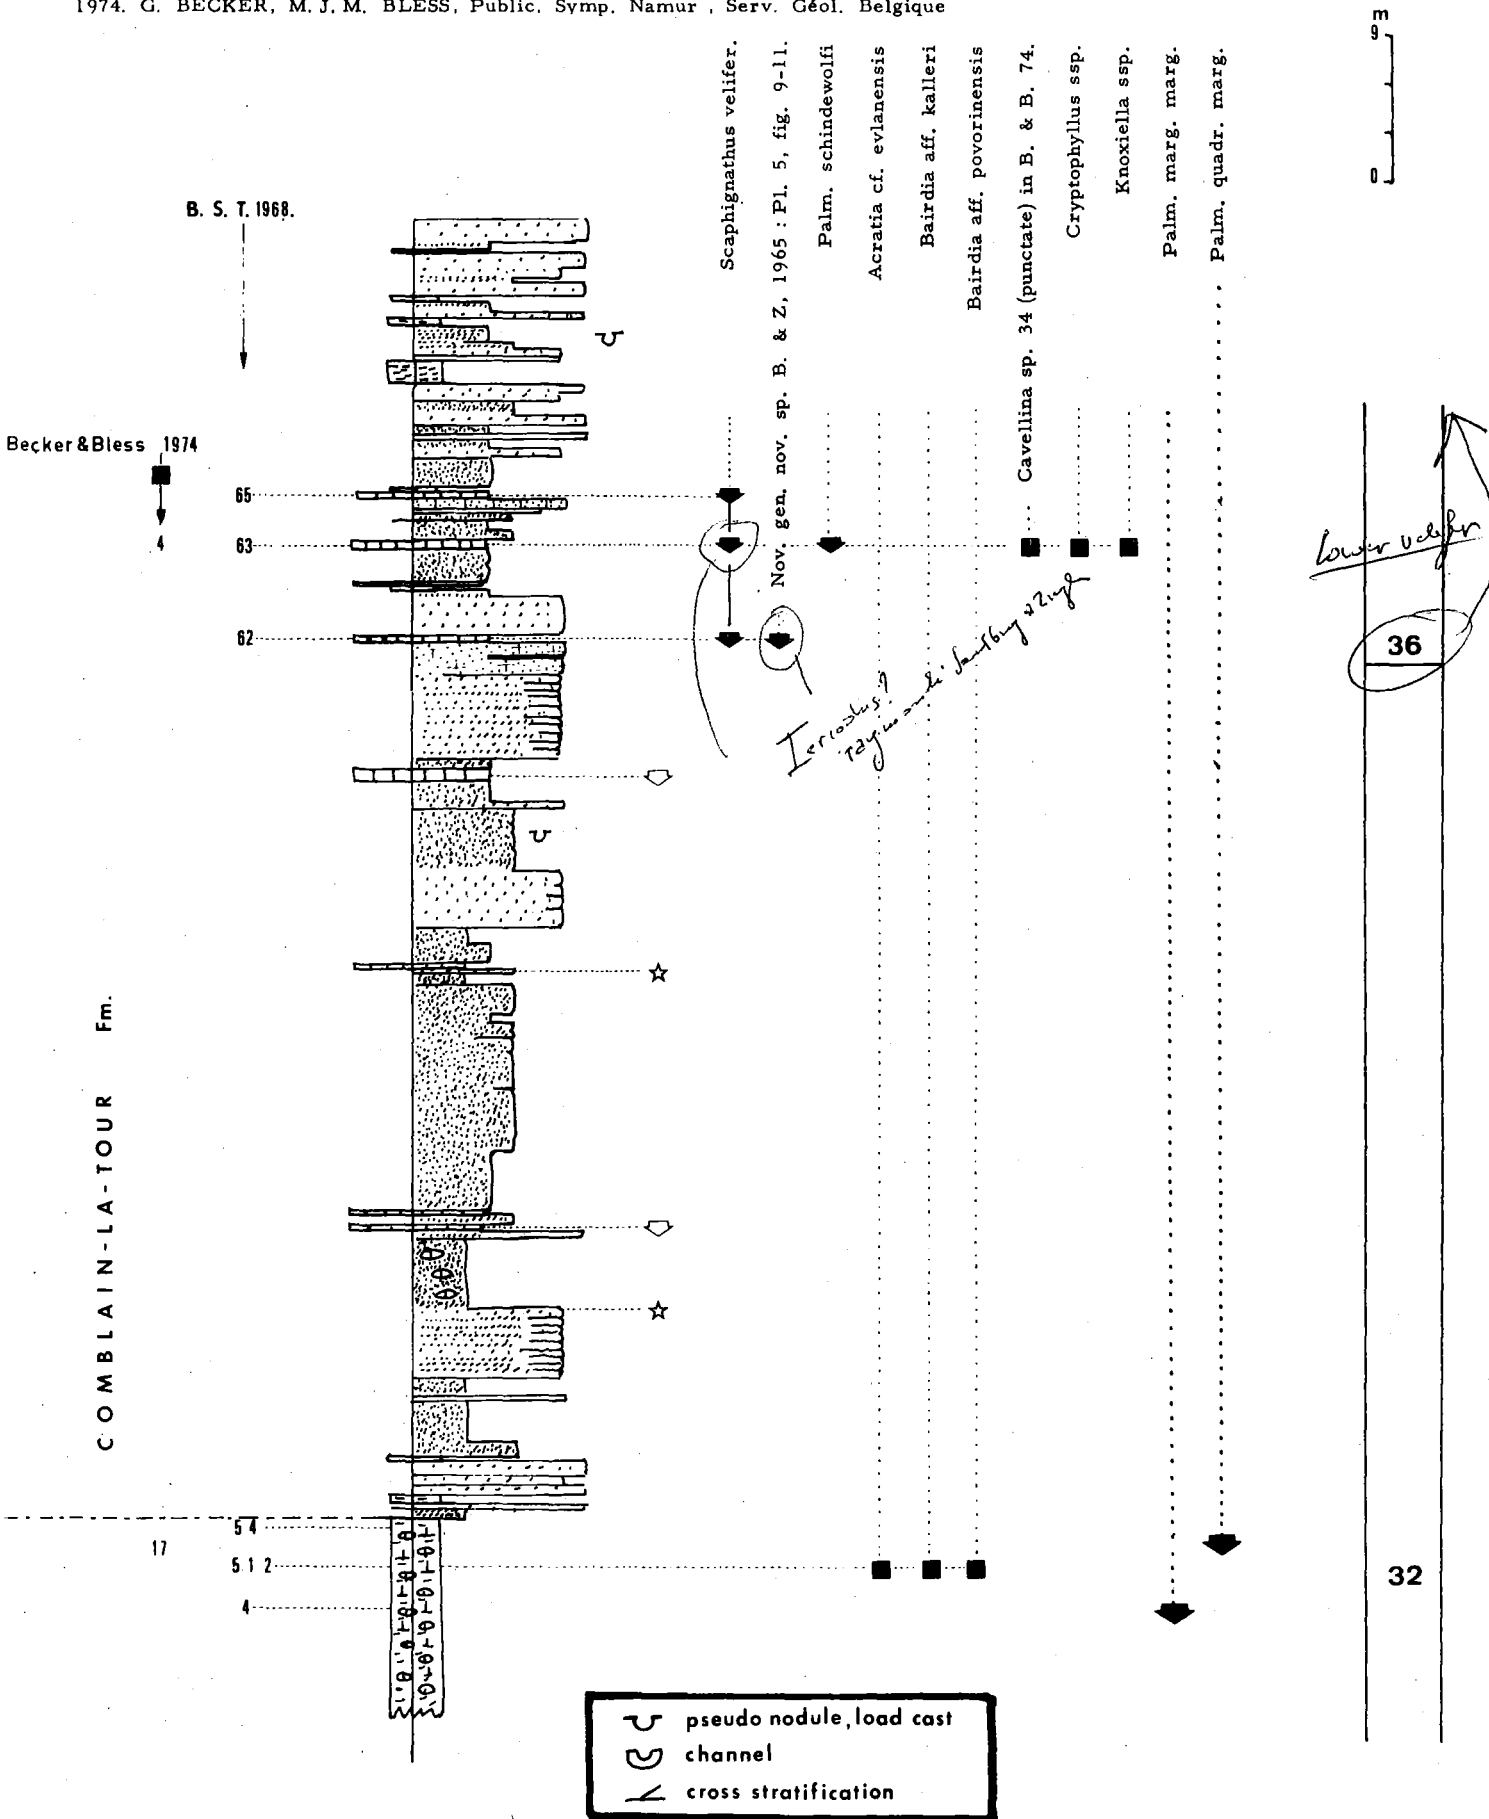 1974. G. BECKER, M. J. M. BLESS, Public. Symp. Namur, Serv. Géol. Belgique
m
9
0
Scaphignathus velifer.
Nov. gen. nov. sp. B. & Z, 1965 : Pl. 5, fig. 9-11.
Palm. schindewolfi
Acratia cf. evlanensis
Bairdia aff. kalleri
Bairdia aff. povorinensis
Cavellina sp. 34 (punctate) in B. & B. 74.
Cryptophyllus ssp.
Knoxiella ssp.
Palm. marg. marg.
Palm. quadr. marg.
B. S. T. 1968.
Becker & Bless 1974
4
65
63
62
lower velifer
36
Icriodus?
COMBLAIN-LA-TOUR Fm.
17
5 4
5 1 2
4
32
pseudo nodule, load cast
channel
cross stratification